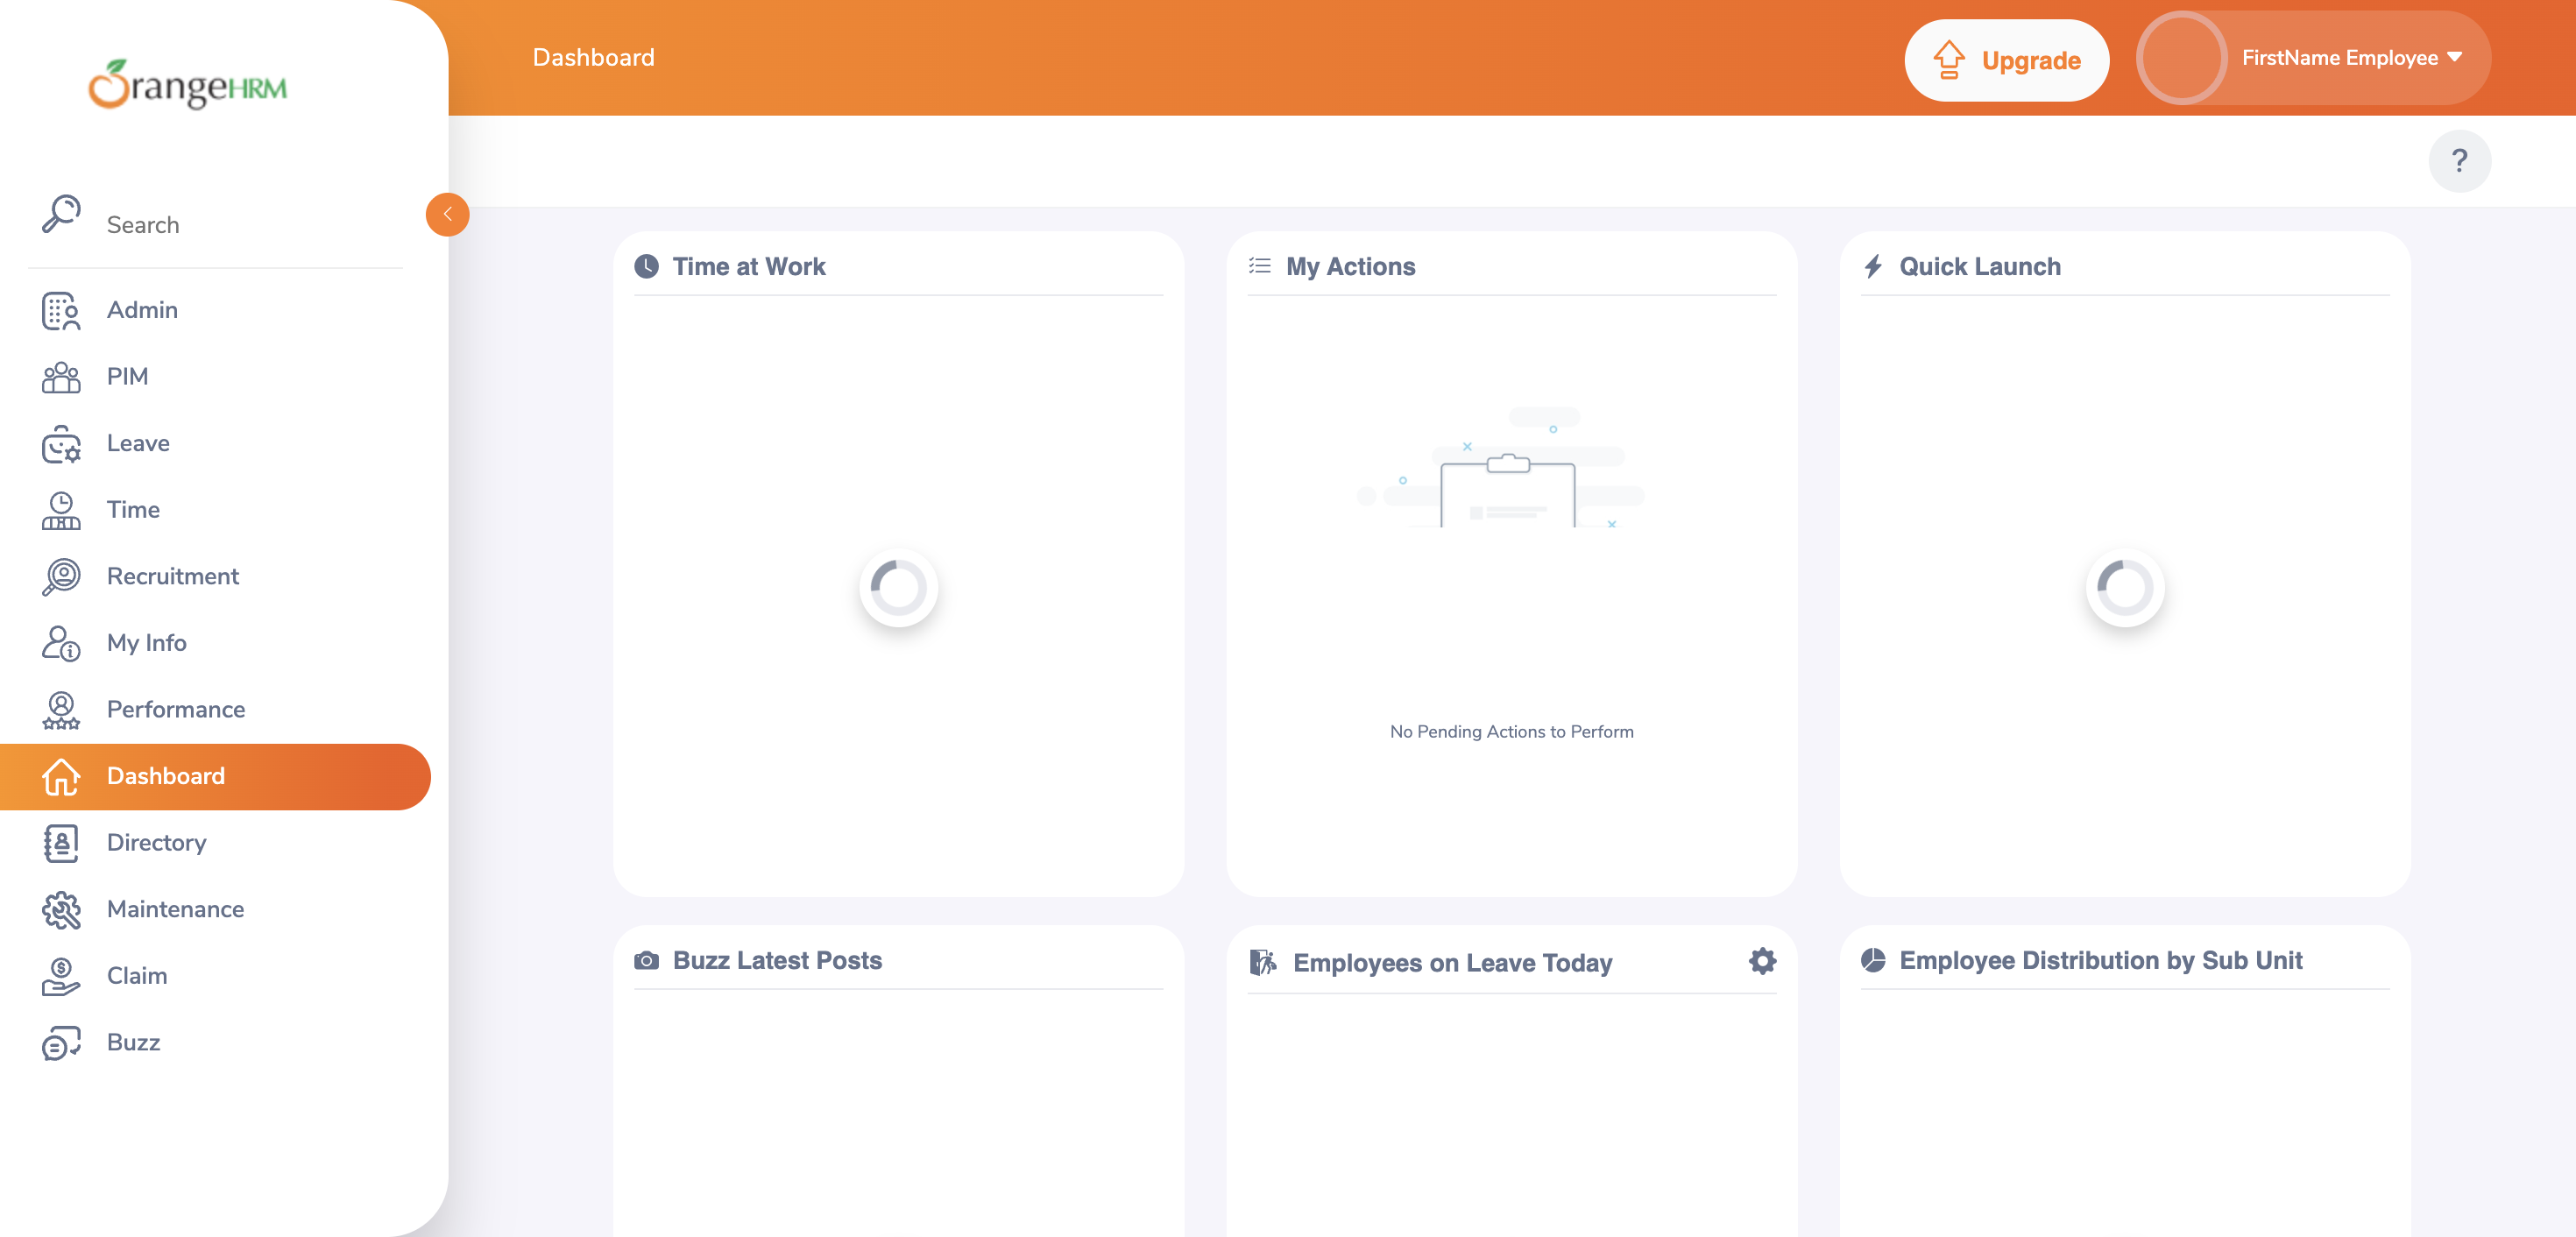 OrangeHRM
Search
Admin
PIM
Leave
Time
Recruitment
My Info
Performance
Dashboard
Directory
Maintenance
Claim
Buzz
Dashboard
Upgrade
FirstName Employee
?
Time at Work
My Actions
No Pending Actions to Perform
Quick Launch
Buzz Latest Posts
Employees on Leave Today
Employee Distribution by Sub Unit